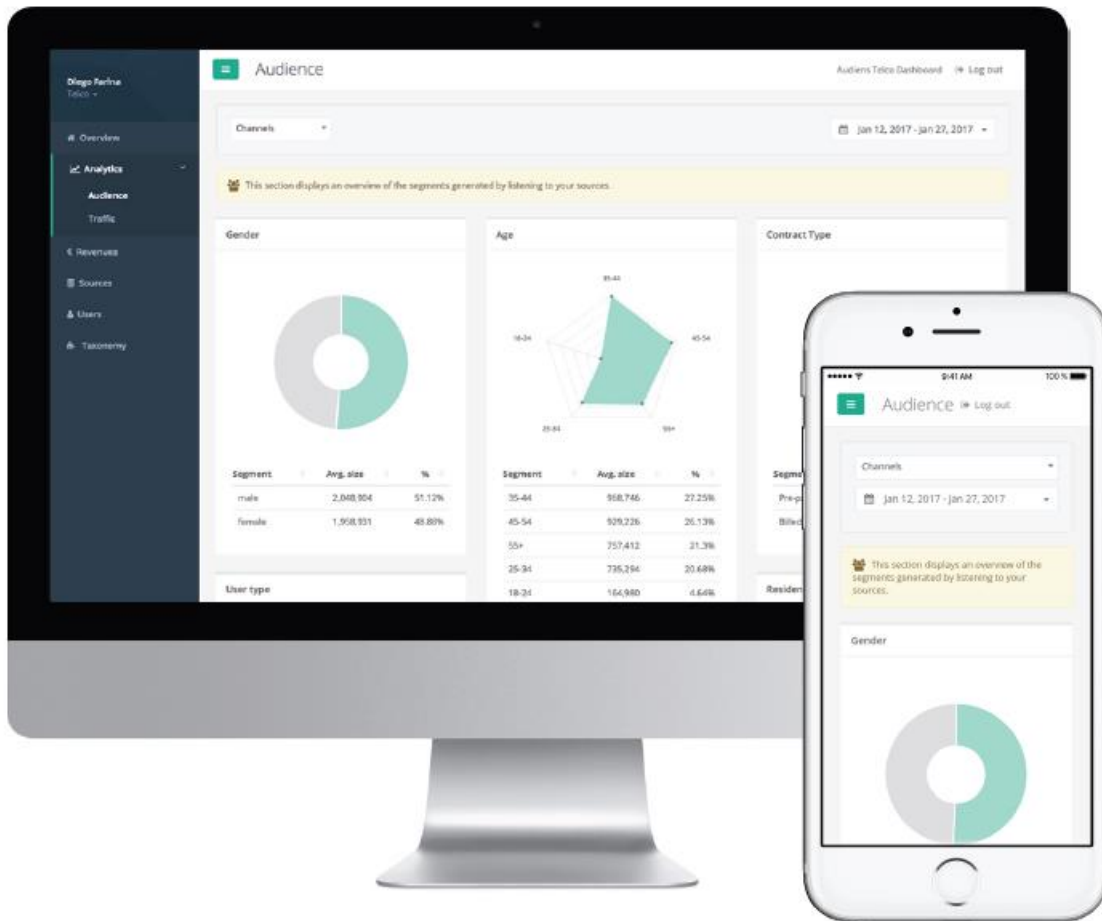 Diego Farina
Telco
Audience
Audiens Telco Dashboard Log out
Overview
Analytics
Audience
Traffic
Revenues
Sources
Users
Taxonomy
Channels
Jan 12, 2017 - Jan 27, 2017
This section displays an overview of the segments generated by listening to your sources.
Gender
Segment Avg. size %
male 2,048,904 51.12%
female 48.88%
User type
Age
35-44
45-54
55+
25-34
18-24
Segment Avg. size %
35-44 968,746 27.25%
45-54 929,226 26.13%
55+ 757,412 21.3%
25-34 735,294 20.68%
18-24 164,980 4.64%
Contract Type
Segme
Pre-p
Billed
Residen
9:41 AM 100 %
Audience Log out
Channels
Jan 12, 2017 - Jan 27, 2017
This section displays an overview of the
segments generated by listening to your
sources.
Gender